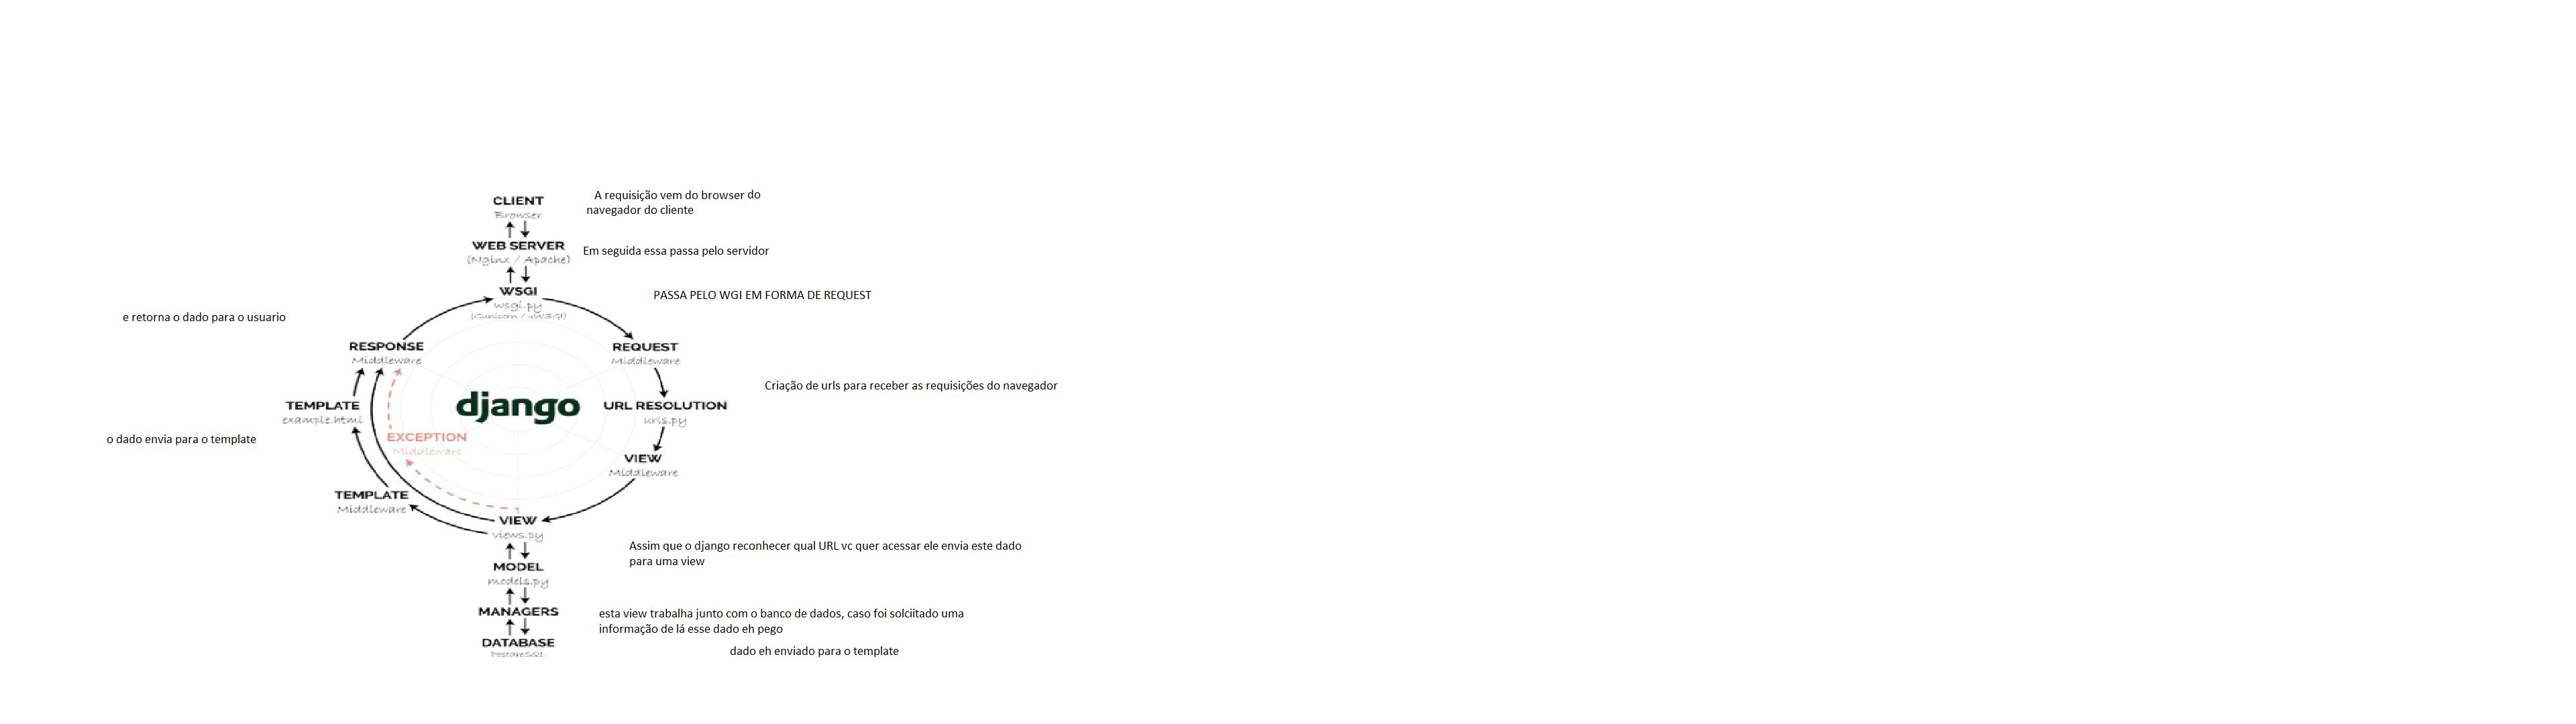 CLIENT
Browser
A requisição vem do browser do
navegador do cliente
WEB SERVER
(Nginx / Apache)
Em seguida essa passa pelo servidor
WSGI
wsgi.py
(Gunicorn / uWSGI)
PASSA PELO WGI EM FORMA DE REQUEST
e retorna o dado para o usuario
RESPONSE
Middleware
REQUEST
Middleware
Criação de urls para receber as requisições do navegador
TEMPLATE
example.html
django
URL RESOLUTION
urls.py
o dado envia para o template
EXCEPTION
Middleware
VIEW
Middleware
TEMPLATE
Middleware
VIEW
views.py
Assim que o django reconhecer qual URL vc quer acessar ele envia este dado
para uma view
MODEL
models.py
MANAGERS
esta view trabalha junto com o banco de dados, caso foi solciitado uma
informação de lá esse dado eh pego
DATABASE
PostgreSQL
dado eh enviado para o template